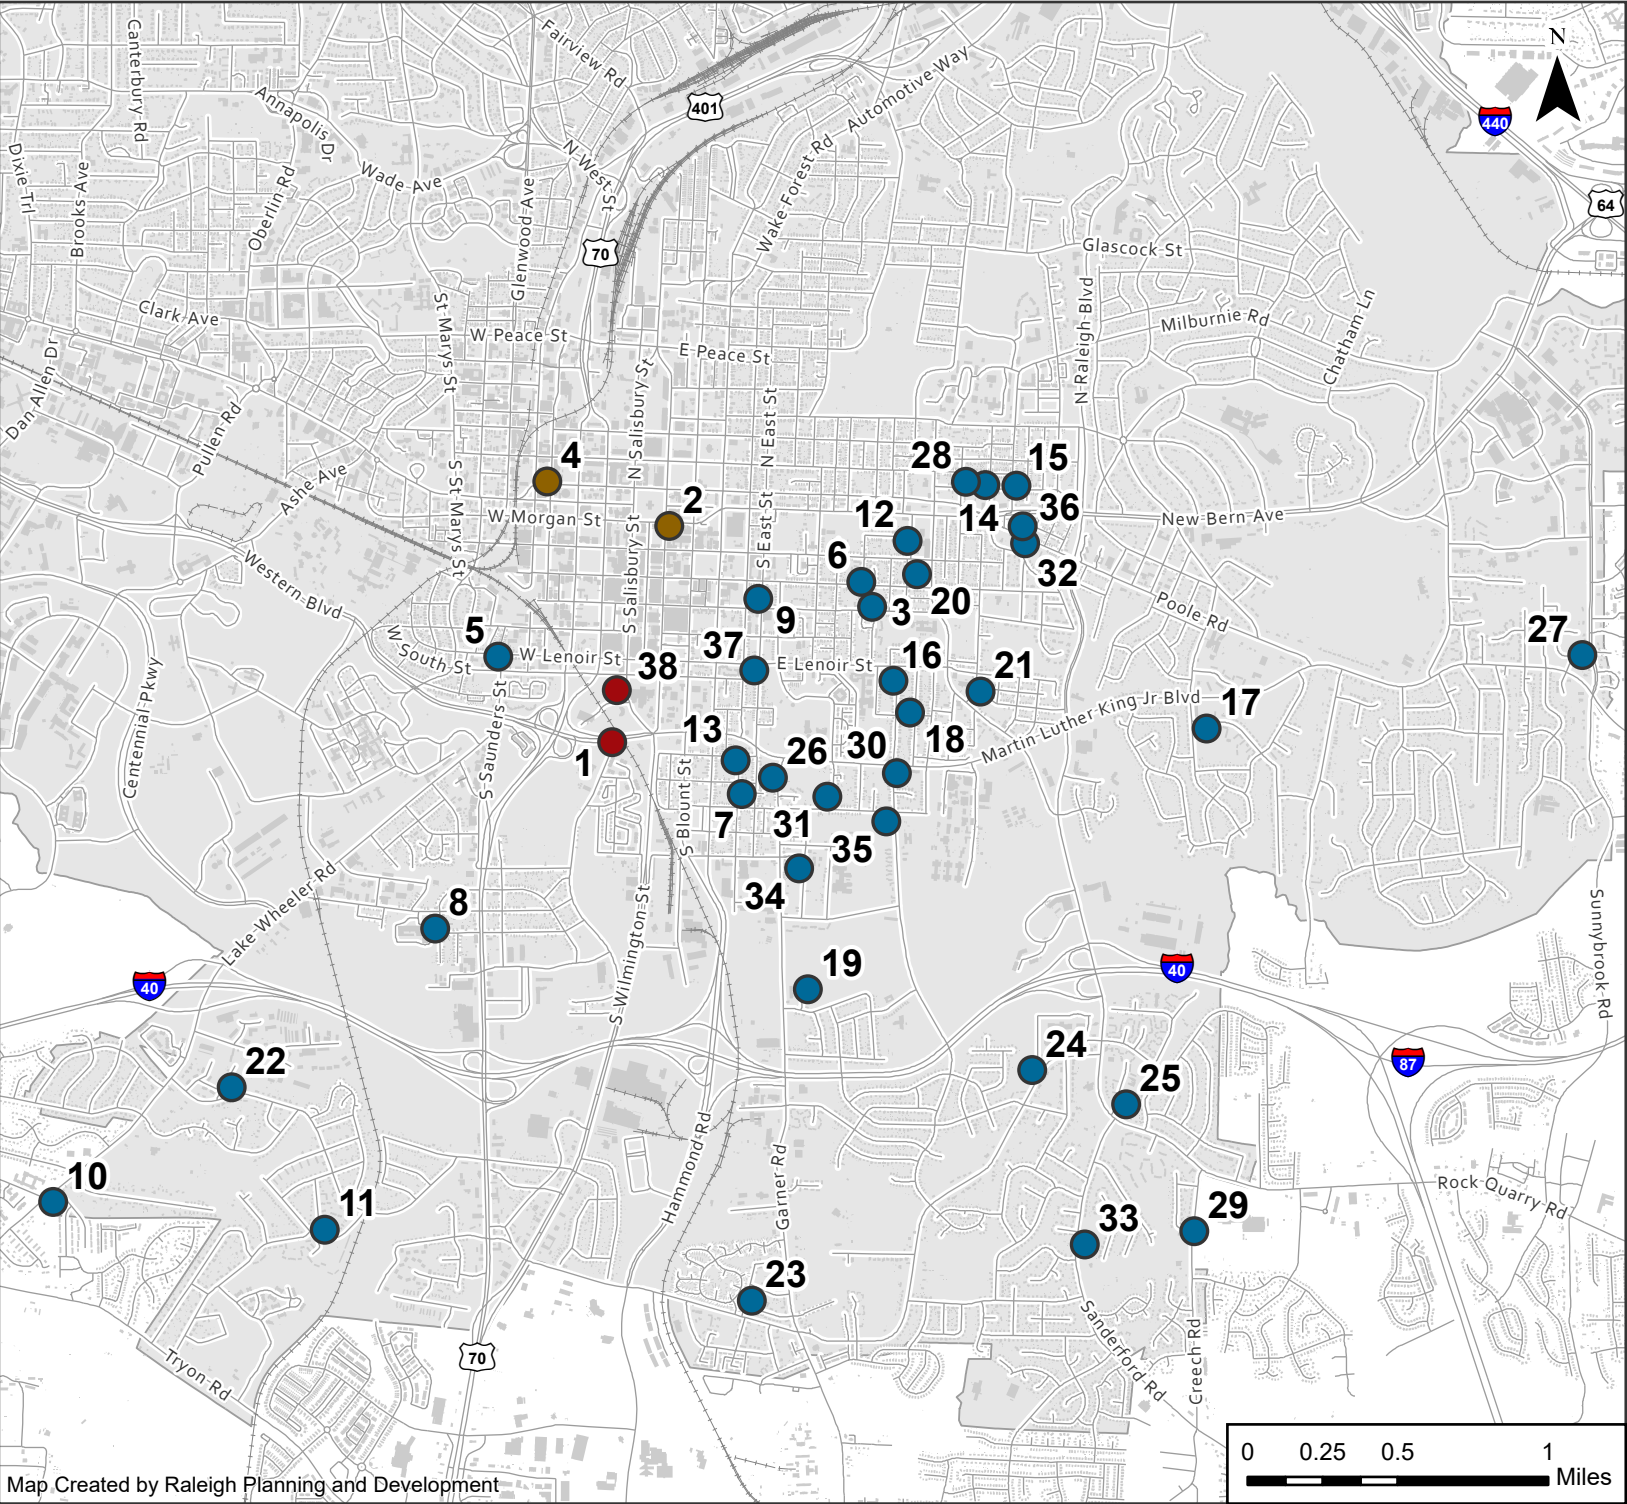 N
Fairview Rd
Canterbury Rd
Automotive Way
401
440
Annapolis Dr
Dixie Trl
Brooks Ave
Wade Ave
Oberlin Rd
N West St
Wake Forest Rd
64
Glenwood Ave
70
Glascock St
Clark Ave
St Marys St
W Peace St
E Peace St
N Raleigh Blvd
Milburnie Rd
Chatham Ln
Dan Allen Dr
Pullen Rd
N Salisbury St
N East St
4
28
15
Ashe Ave
S St Marys St
2
W Morgan St
12
14
36
New Bern Ave
S East St
6
32
Western Blvd
S Salisbury St
20
3
9
Poole Rd
27
5
W South St
W Lenoir St
37
E Lenoir St
16
38
21
17
Centennial Pkwy
S Saunders St
Martin Luther King Jr Blvd
13
18
30
26
1
S Blount St
7
31
35
34
8
Lake Wheeler Rd
S Wilmington St
Sunnybrook Rd
19
40
40
22
24
25
87
10
11
Hammond Rd
Garner Rd
33
29
Rock Quarry Rd
23
Sanderford Rd
Creech Rd
70
Tryon Rd
0 0.25 0.5 1
Miles
Map Created by Raleigh Planning and Development